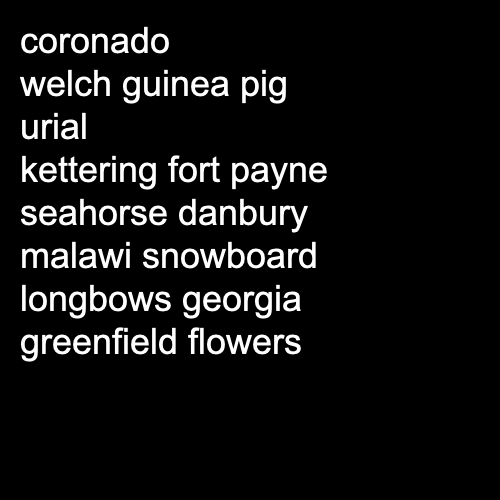 coronado
welch guinea pig
urial
kettering fort payne
seahorse danbury
malawi snowboard
longbows georgia
greenfield flowers